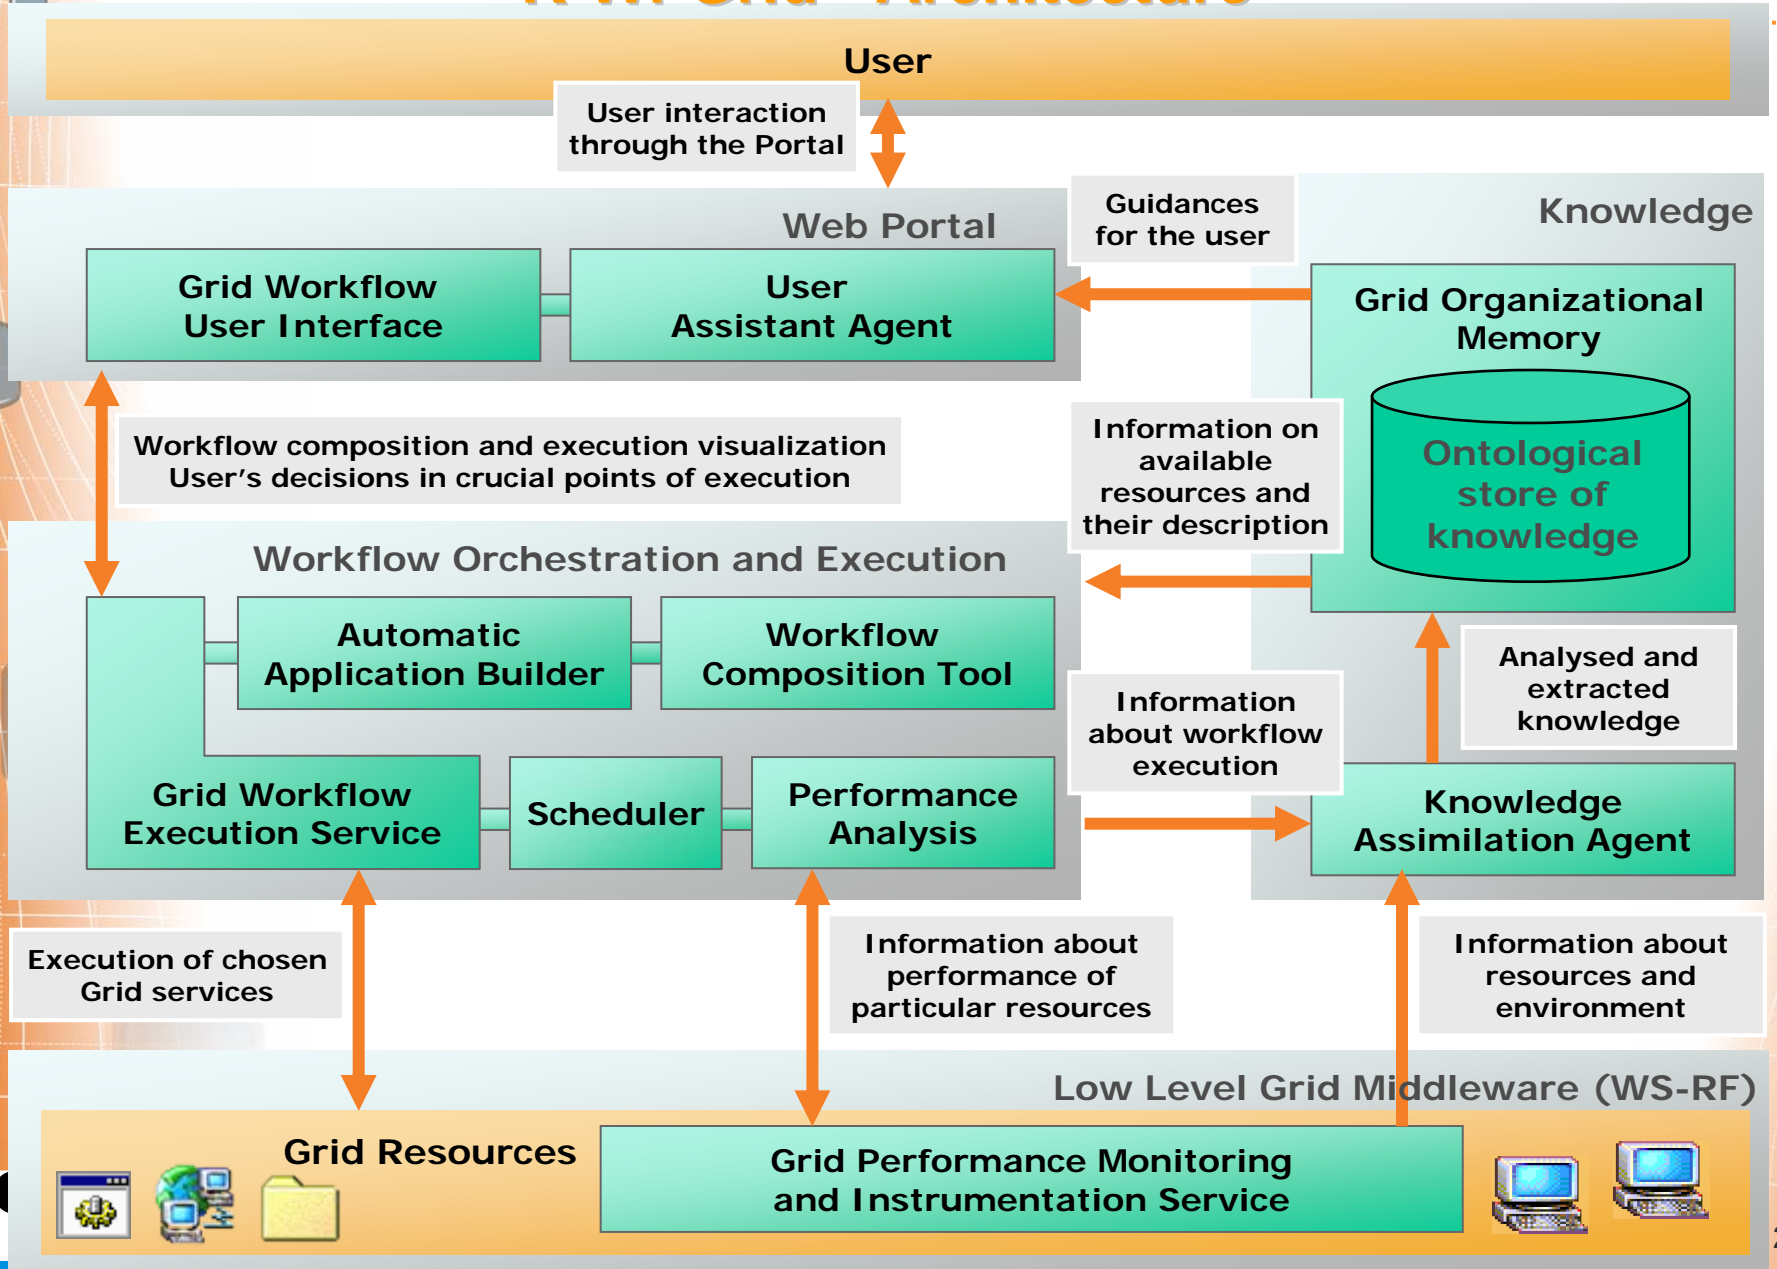 K-Wf Grid - Architecture
User
User interaction
through the Portal
Web Portal
Grid Workflow
User Interface
User
Assistant Agent
Guidances
for the user
Knowledge
Grid Organizational
Memory
Ontological
store of
knowledge
Workflow composition and execution visualization
User's decisions in crucial points of execution
Information on
available
resources and
their description
Workflow Orchestration and Execution
Automatic
Application Builder
Workflow
Composition Tool
Grid Workflow
Execution Service
Scheduler
Performance
Analysis
Information
about workflow
execution
Analysed and
extracted
knowledge
Knowledge
Assimilation Agent
Execution of chosen
Grid services
Information about
performance of
particular resources
Information about
resources and
environment
Low Level Grid Middleware (WS-RF)
Grid Resources
Grid Performance Monitoring
and Instrumentation Service